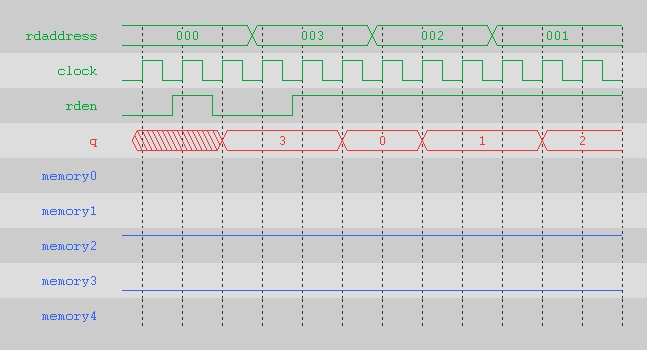 rdaddress 000 003 002 001
clock
rden
q 3 0 1 2
memory0
memory1
memory2
memory3
memory4